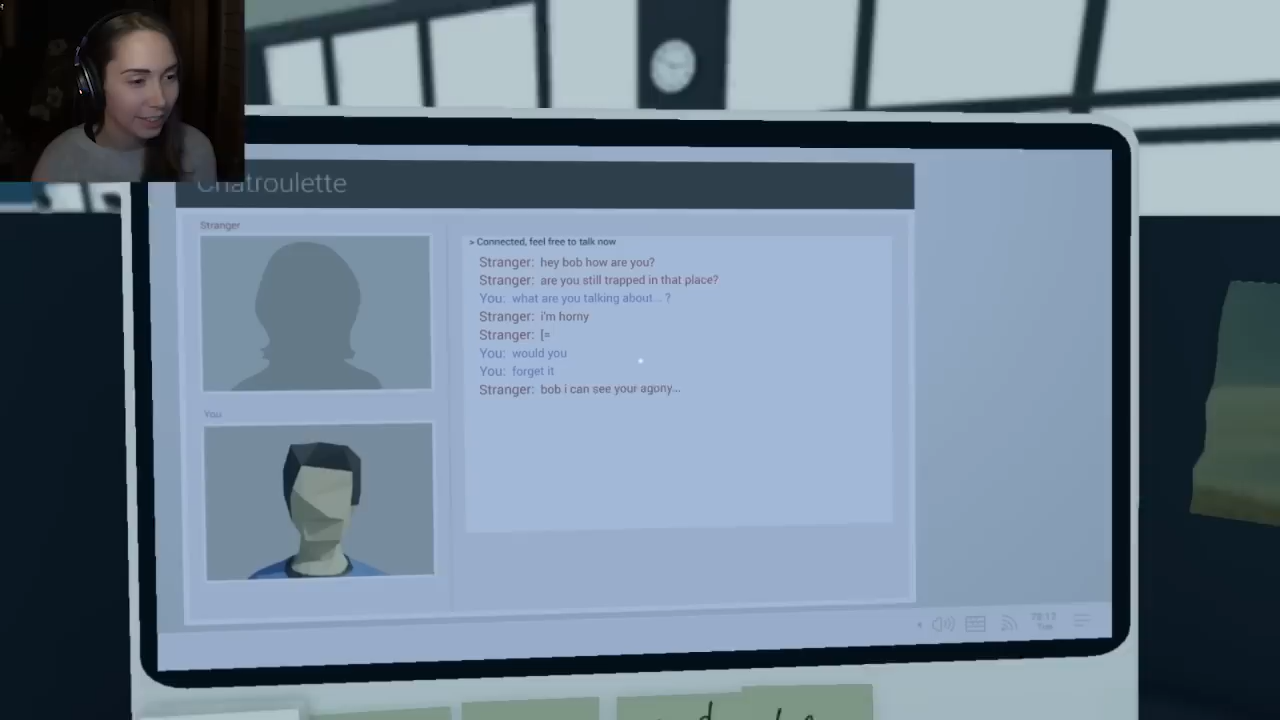 Chatroulette
Stranger
> Connected, feel free to talk now
Stranger: hey bob how are you?
Stranger: are you still trapped in that place?
You: what are you talking about... ?
Stranger: i'm horny
Stranger: [=
You: would you
You: forget it
Stranger: bob i can see your agony...
You
Tue